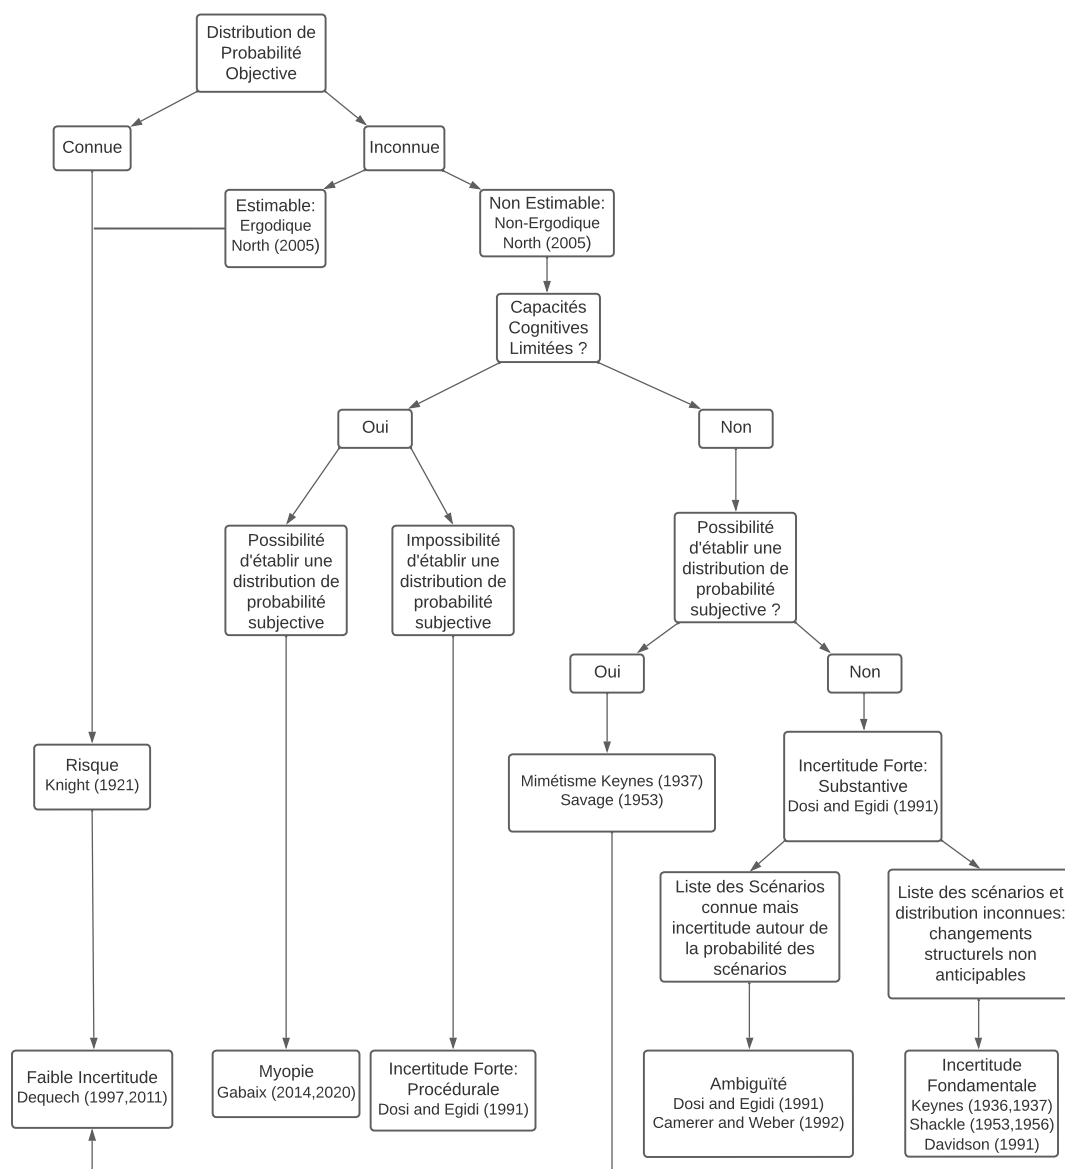 Distribution de
Probabilité
Objective
Connue
Inconnue
Estimable:
Ergodique
North (2005)
Non Estimable:
Non-Ergodique
North (2005)
Capacités
Cognitives
Limitées ?
Oui
Non
Possibilité
d'établir une
distribution de
probabilité
subjective
Impossibilité
d'établir une
distribution de
probabilité
subjective
Possibilité
d'établir une
distribution de
probabilité
subjective ?
Oui
Non
Risque
Knight (1921)
Mimétisme Keynes (1937)
Savage (1953)
Incertitude Forte:
Substantive
Dosi and Egidi (1991)
Liste des Scénarios
connue mais
incertitude autour de
la probabilité des
scénarios
Liste des scénarios et
distribution inconnues:
changements
structurels non
anticipables
Faible Incertitude
Dequech (1997,2011)
Myopie
Gabaix (2014,2020)
Incertitude Forte:
Procédurale
Dosi and Egidi (1991)
Ambiguïté
Dosi and Egidi (1991)
Camerer and Weber (1992)
Incertitude
Fondamentale
Keynes (1936,1937)
Shackle (1953,1956)
Davidson (1991)